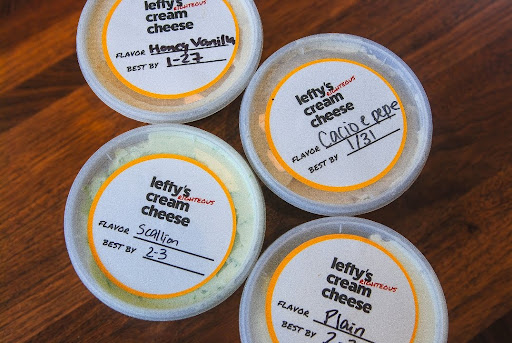 lefty's
RIGHTEOUS
cream
cheese
FLAVOR Honey Vanilla
BEST BY 1-27
lefty's
RIGHTEOUS
cream
cheese
FLAVOR Cacio e pepe
BEST BY 1/31
lefty's
RIGHTEOUS
cream
cheese
FLAVOR Scallion
BEST BY 2-3
lefty's
RIGHTEOUS
cream
cheese
FLAVOR Plain
BEST BY